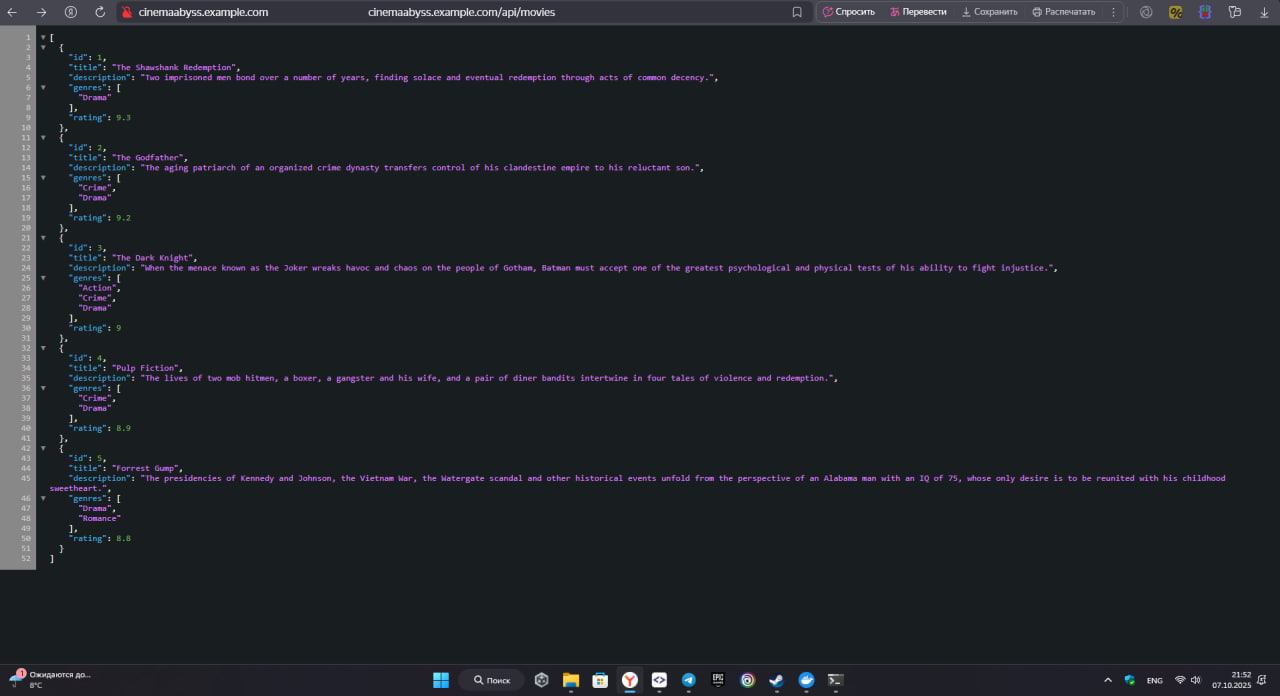 cinemaabyss.example.com cinemaabyss.example.com/api/movies Спросить Перевести Сохранить Распечатать
1 [
2 {
3 "id": 1,
4 "title": "The Shawshank Redemption",
5 "description": "Two imprisoned men bond over a number of years, finding solace and eventual redemption through acts of common decency.",
6 "genres": [
7 "Drama"
8 ],
9 "rating": 9.3
10 },
11 {
12 "id": 2,
13 "title": "The Godfather",
14 "description": "The aging patriarch of an organized crime dynasty transfers control of his clandestine empire to his reluctant son.",
15 "genres": [
16 "Crime",
17 "Drama"
18 ],
19 "rating": 9.2
20 },
21 {
22 "id": 3,
23 "title": "The Dark Knight",
24 "description": "When the menace known as the Joker wreaks havoc and chaos on the people of Gotham, Batman must accept one of the greatest psychological and physical tests of his ability to fight injustice.",
25 "genres": [
26 "Action",
27 "Crime",
28 "Drama"
29 ],
30 "rating": 9
31 },
32 {
33 "id": 4,
34 "title": "Pulp Fiction",
35 "description": "The lives of two mob hitmen, a boxer, a gangster and his wife, and a pair of diner bandits intertwine in four tales of violence and redemption.",
36 "genres": [
37 "Crime",
38 "Drama"
39 ],
40 "rating": 8.9
41 },
42 {
43 "id": 5,
44 "title": "Forrest Gump",
45 "description": "The presidencies of Kennedy and Johnson, the Vietnam War, the Watergate scandal and other historical events unfold from the perspective of an Alabama man with an IQ of 75, whose only desire is to be reunited with his childhood
sweetheart.",
46 "genres": [
47 "Drama",
48 "Romance"
49 ],
50 "rating": 8.8
51 }
52 ]
1 Ожидаются до...
8°C
Поиск
EPIC
ENG
21:52
07.10.2025